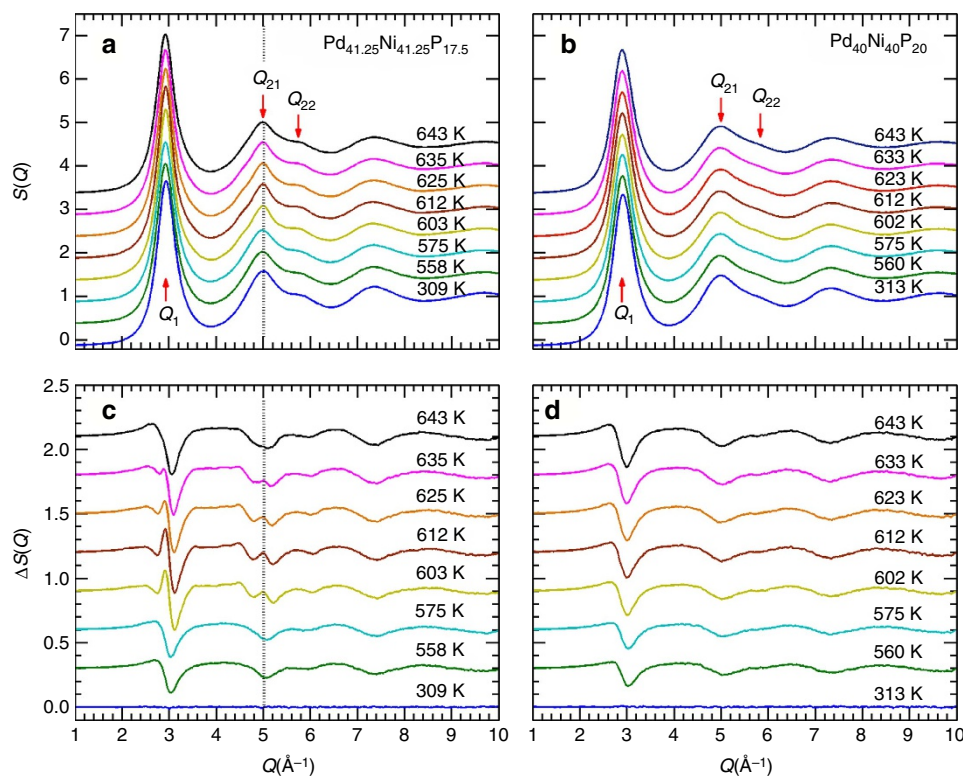 a
Pd41.25Ni41.25P17.5
Q21
Q22
643 K
635 K
625 K
612 K
603 K
575 K
558 K
309 K
Q1
S(Q)
7
6
5
4
3
2
1
0
b
Pd40Ni40P20
Q21
Q22
643 K
633 K
623 K
612 K
602 K
575 K
560 K
313 K
Q1
c
643 K
635 K
625 K
612 K
603 K
575 K
558 K
309 K
ΔS(Q)
2.5
2.0
1.5
1.0
0.5
0.0
1 2 3 4 5 6 7 8 9 10
Q(Å−1)
d
643 K
633 K
623 K
612 K
602 K
575 K
560 K
313 K
1 2 3 4 5 6 7 8 9 10
Q(Å−1)